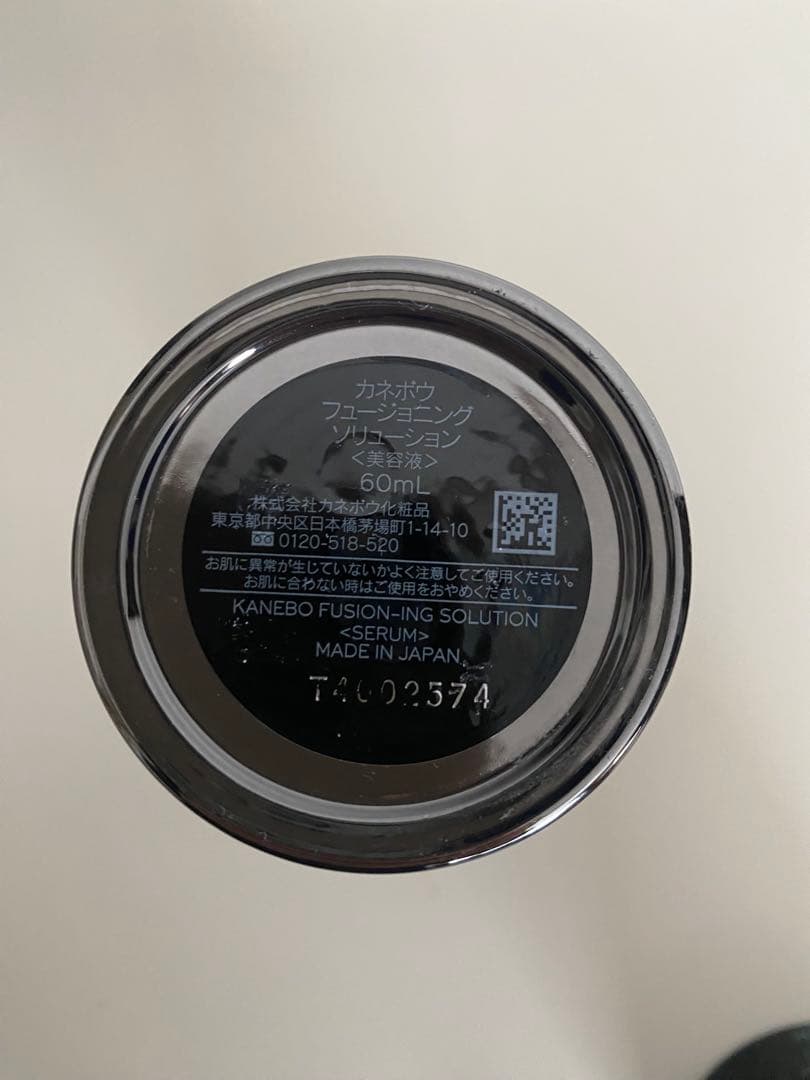 カネボウ
フュージョニング
ソリューション
<美容液>
60mL
株式会社カネボウ化粧品
東京都中央区日本橋茅場町1-14-10
0120-518-520
お肌に異常が生じていないかよく注意してご使用ください。
お肌に合わない時はご使用をおやめください。
KANEBO FUSION-ING SOLUTION
<SERUM>
MADE IN JAPAN
T4002574